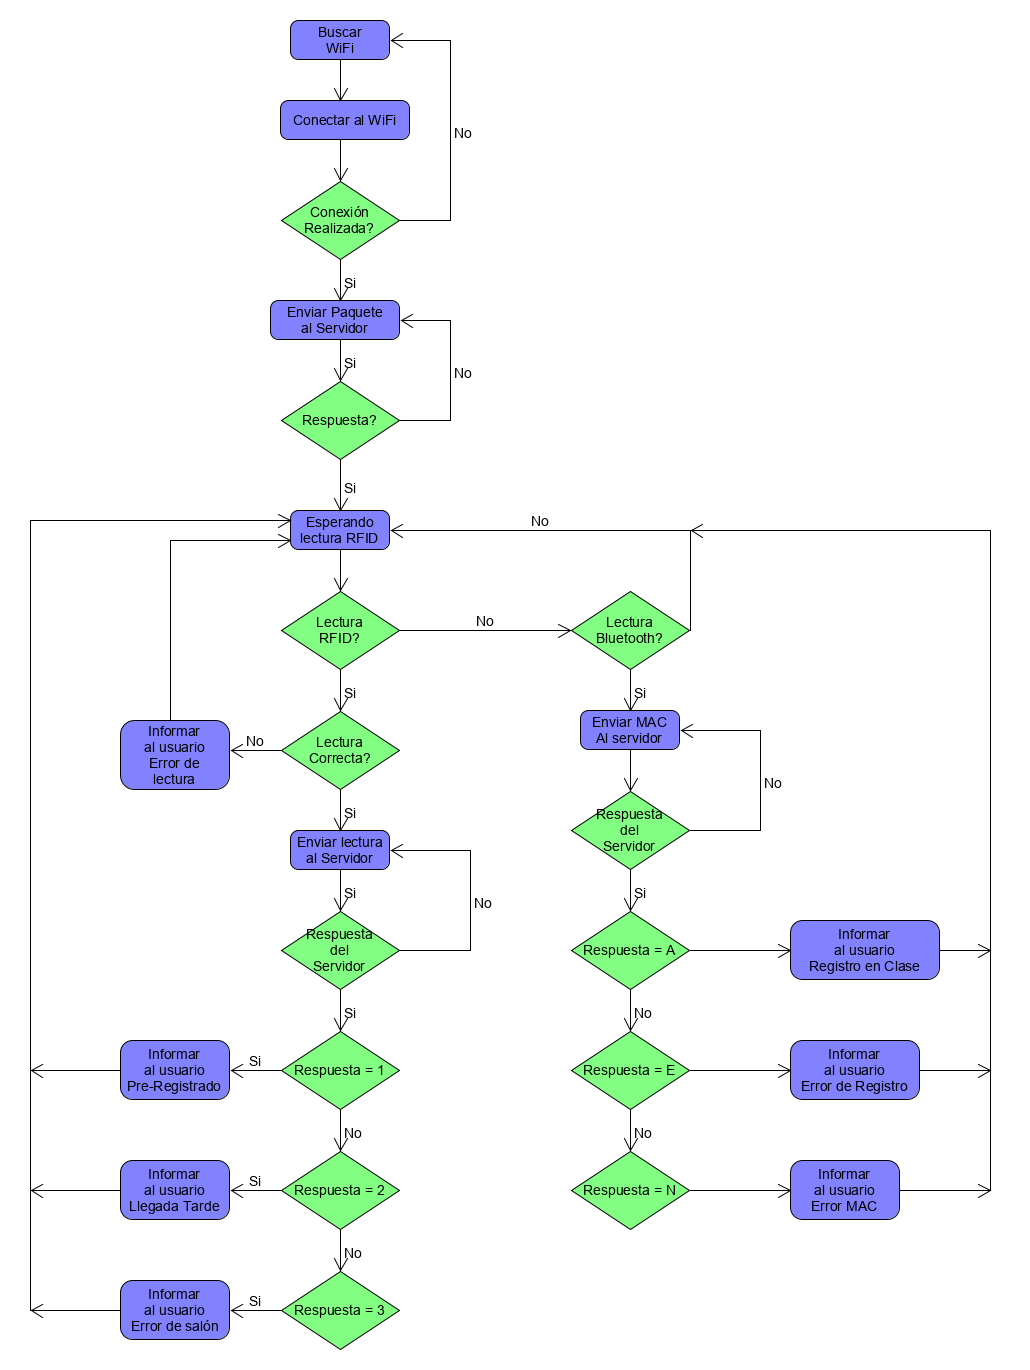 Buscar
WiFi
Conectar al WiFi
No
Conexión
Realizada?
Si
Enviar Paquete
al Servidor
Si
No
Respuesta?
Si
Esperando
lectura RFID
No
Lectura
RFID?
No
Lectura
Bluetooth?
Si
Si
Enviar MAC
Al servidor
Informar
al usuario
Error de
lectura
No
Lectura
Correcta?
No
Si
Respuesta
del
Servidor
Enviar lectura
al Servidor
Si
No
Si
Respuesta
del
Servidor
Respuesta = A
Informar
al usuario
Registro en Clase
Si
No
Informar
al usuario
Pre-Registrado
Si
Respuesta = 1
Respuesta = E
Informar
al usuario
Error de Registro
No
No
Informar
al usuario
Llegada Tarde
Si
Respuesta = 2
Respuesta = N
Informar
al usuario
Error MAC
No
Informar
al usuario
Error de salón
Si
Respuesta = 3